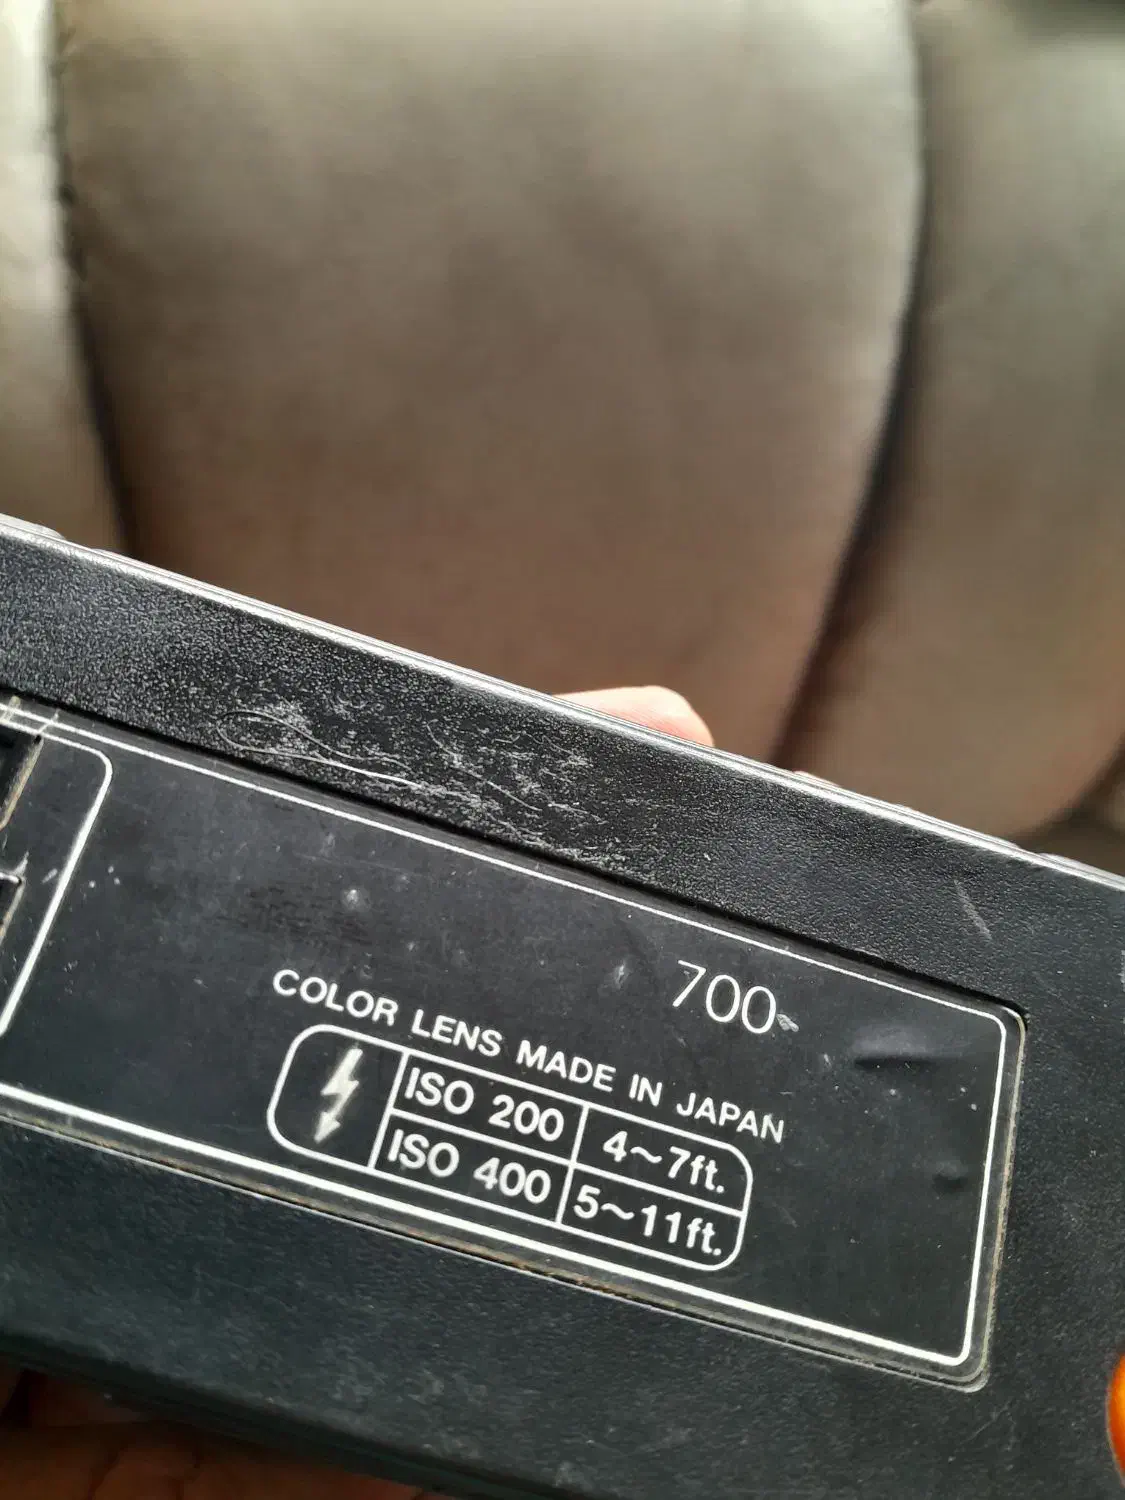 700
COLOR LENS MADE IN JAPAN
ISO 200 4~7ft.
ISO 400 5~11ft.